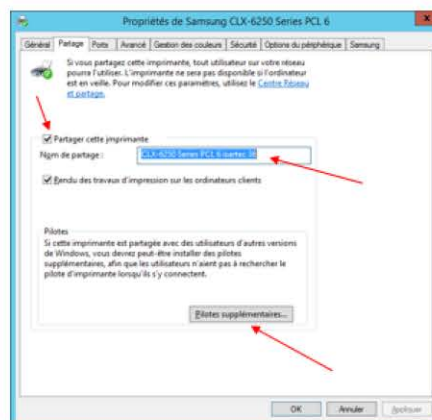 Propriétés de Samsung CLX-6250 Series PCL 6
x
Général Partage Ports Avancé Gestion des couleurs Sécurité Options du périphérique Samsung
Si vous partagez cette imprimante, tout utilisateur sur votre réseau
pourra l'utiliser. L'imprimante ne sera pas disponible si l'ordinateur
est en veille. Pour modifier ces paramètres, utilisez le Centre Réseau
et partage.
Partager cette imprimante
Nom de partage : CLX-6250 Series PCL 6
Rendu des travaux d'impression sur les ordinateurs clients
Pilotes
Si cette imprimante est partagée avec des utilisateurs d'autres versions
de Windows, vous devrez peut-être installer des pilotes
supplémentaires, afin que les utilisateurs n'aient pas à rechercher le
pilote d'imprimante lorsqu'ils s'y connectent.
Pilotes supplémentaires...
OK Annuler Appliquer